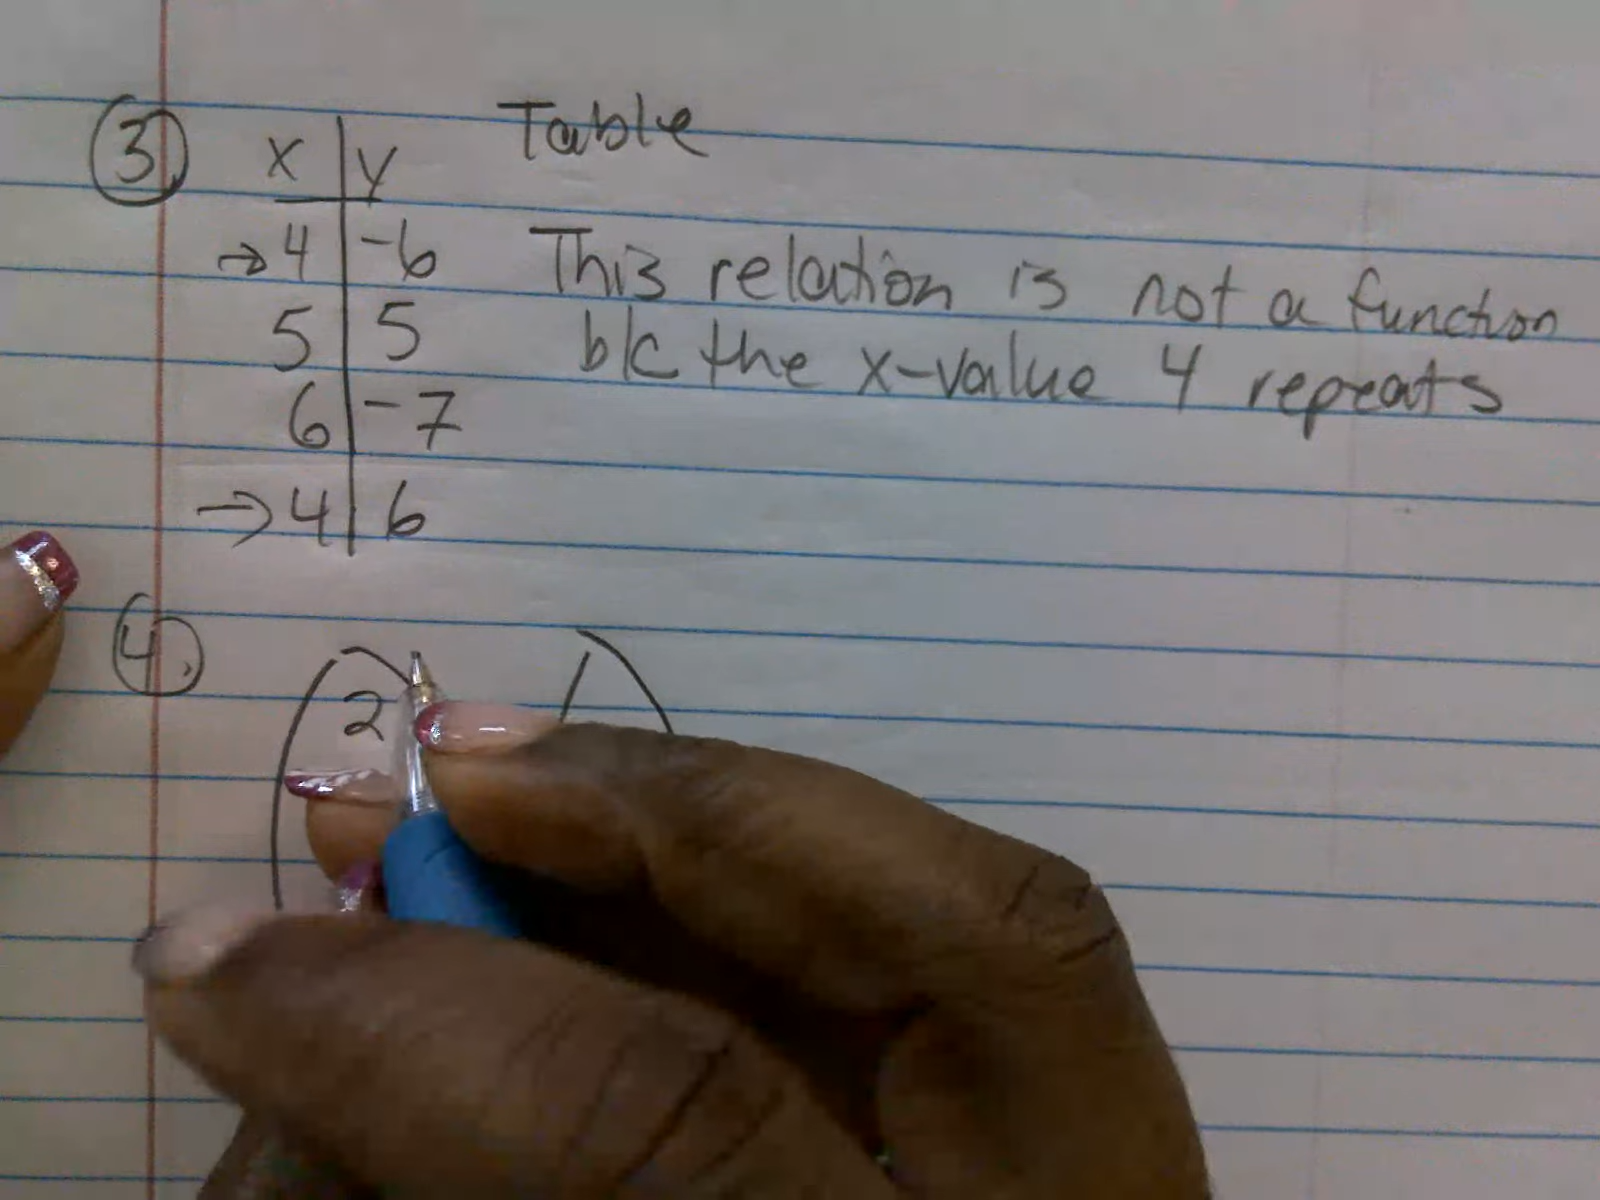 3. x y Table
→ 4 -6
This relation is not a function
5 5
b/c the x-value 4 repeats
6 -7
→ 4 6
4.
2